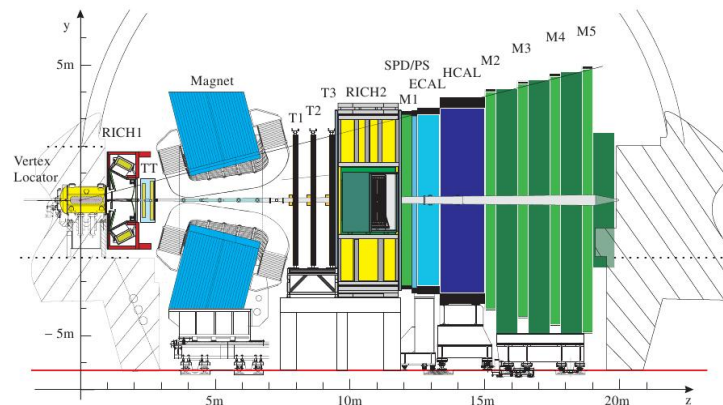 y
5m
Magnet
SPD/PS
ECAL
HCAL
M1
M2
M3
M4
M5
T1
T2
T3
RICH2
RICH1
TT
Vertex
Locator
− 5m
5m
10m
15m
20m
z